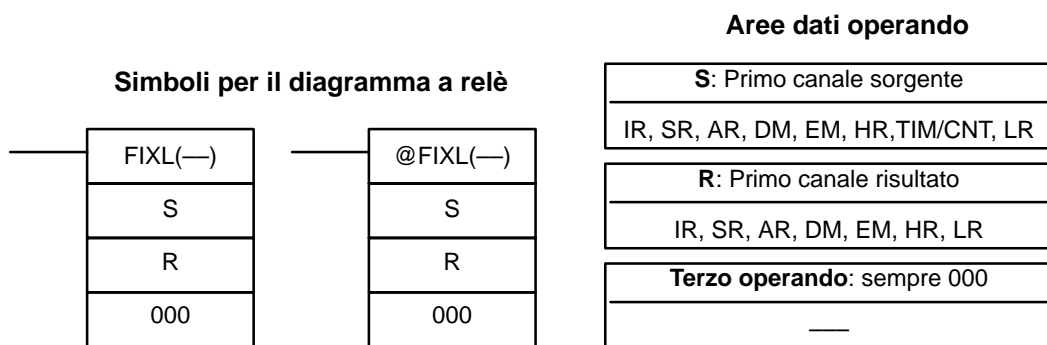 Simboli per il diagramma a relè
FIXL(––)
S
R
000
@FIXL(––)
S
R
000
Aree dati operando
S: Primo canale sorgente
IR, SR, AR, DM, EM, HR,TIM/CNT, LR
R: Primo canale risultato
IR, SR, AR, DM, EM, HR, LR
Terzo operando: sempre 000
–––